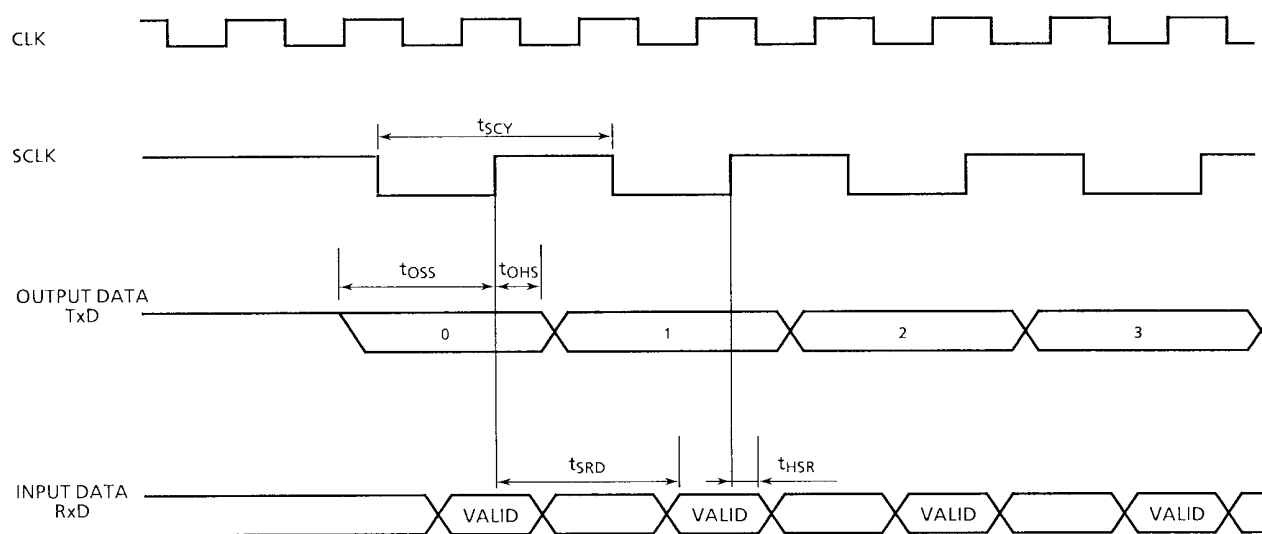 CLK
tSCY
SCLK
tOSS
tOHS
OUTPUT DATA
TxD
0
1
2
3
tSRD
tHSR
INPUT DATA
RxD
VALID
VALID
VALID
VALID